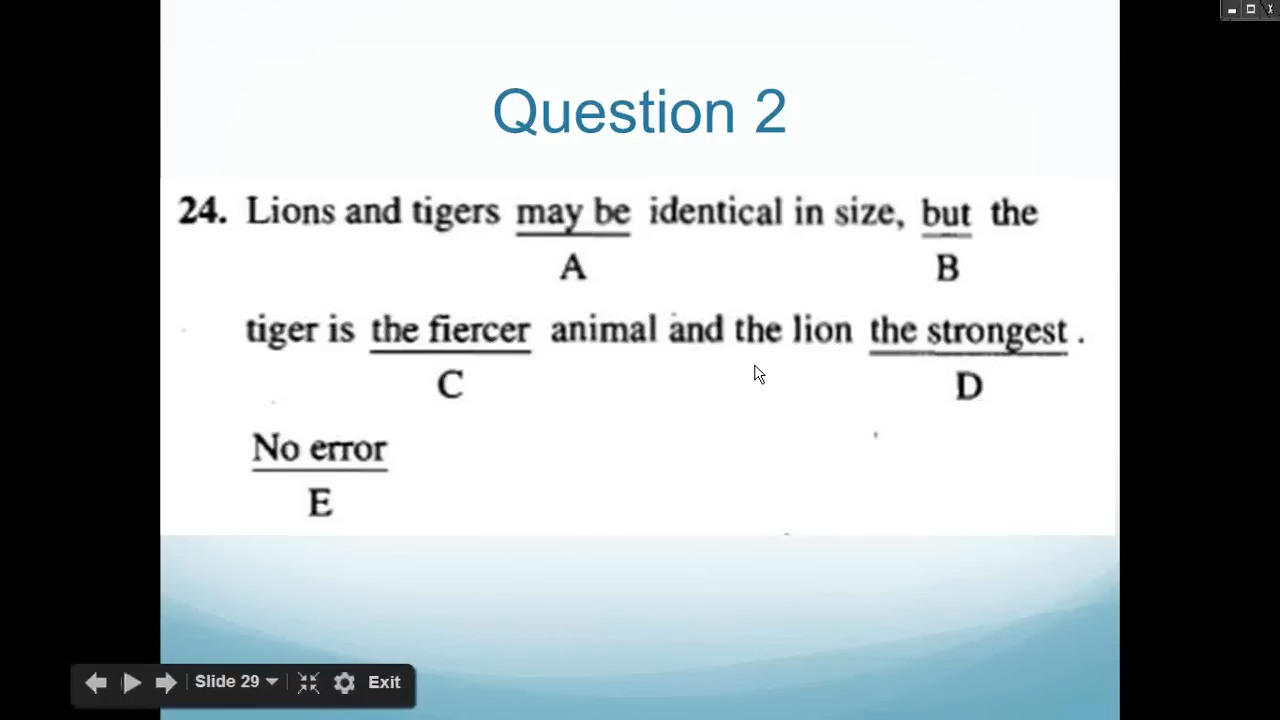 Question 2
24. Lions and tigers may be identical in size, but the
A B
tiger is the fiercer animal and the lion the strongest .
C D
No error
E
Slide 29 Exit